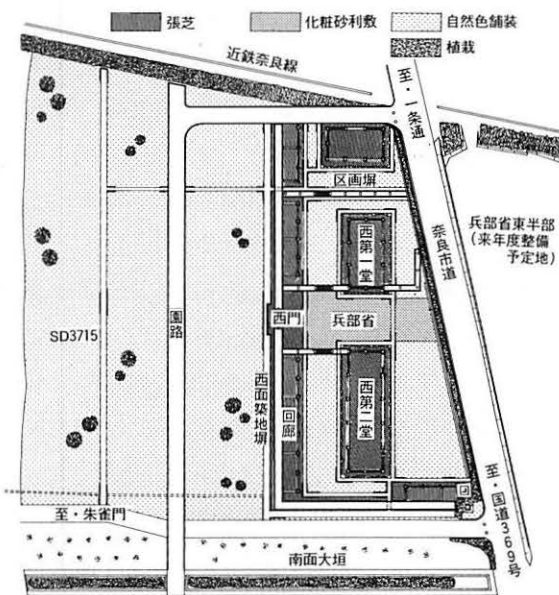 張芝
化粧砂利敷
自然色舗装
植栽
近鉄奈良線
至・一条通
区画塀
兵部省東半部
(来年度整備
予定地)
奈良市道
西第一堂
SD3715
園路
西門
兵部省
西面築地塀
回廊
西第二堂
至・朱雀門
至・国道369号
南面大垣